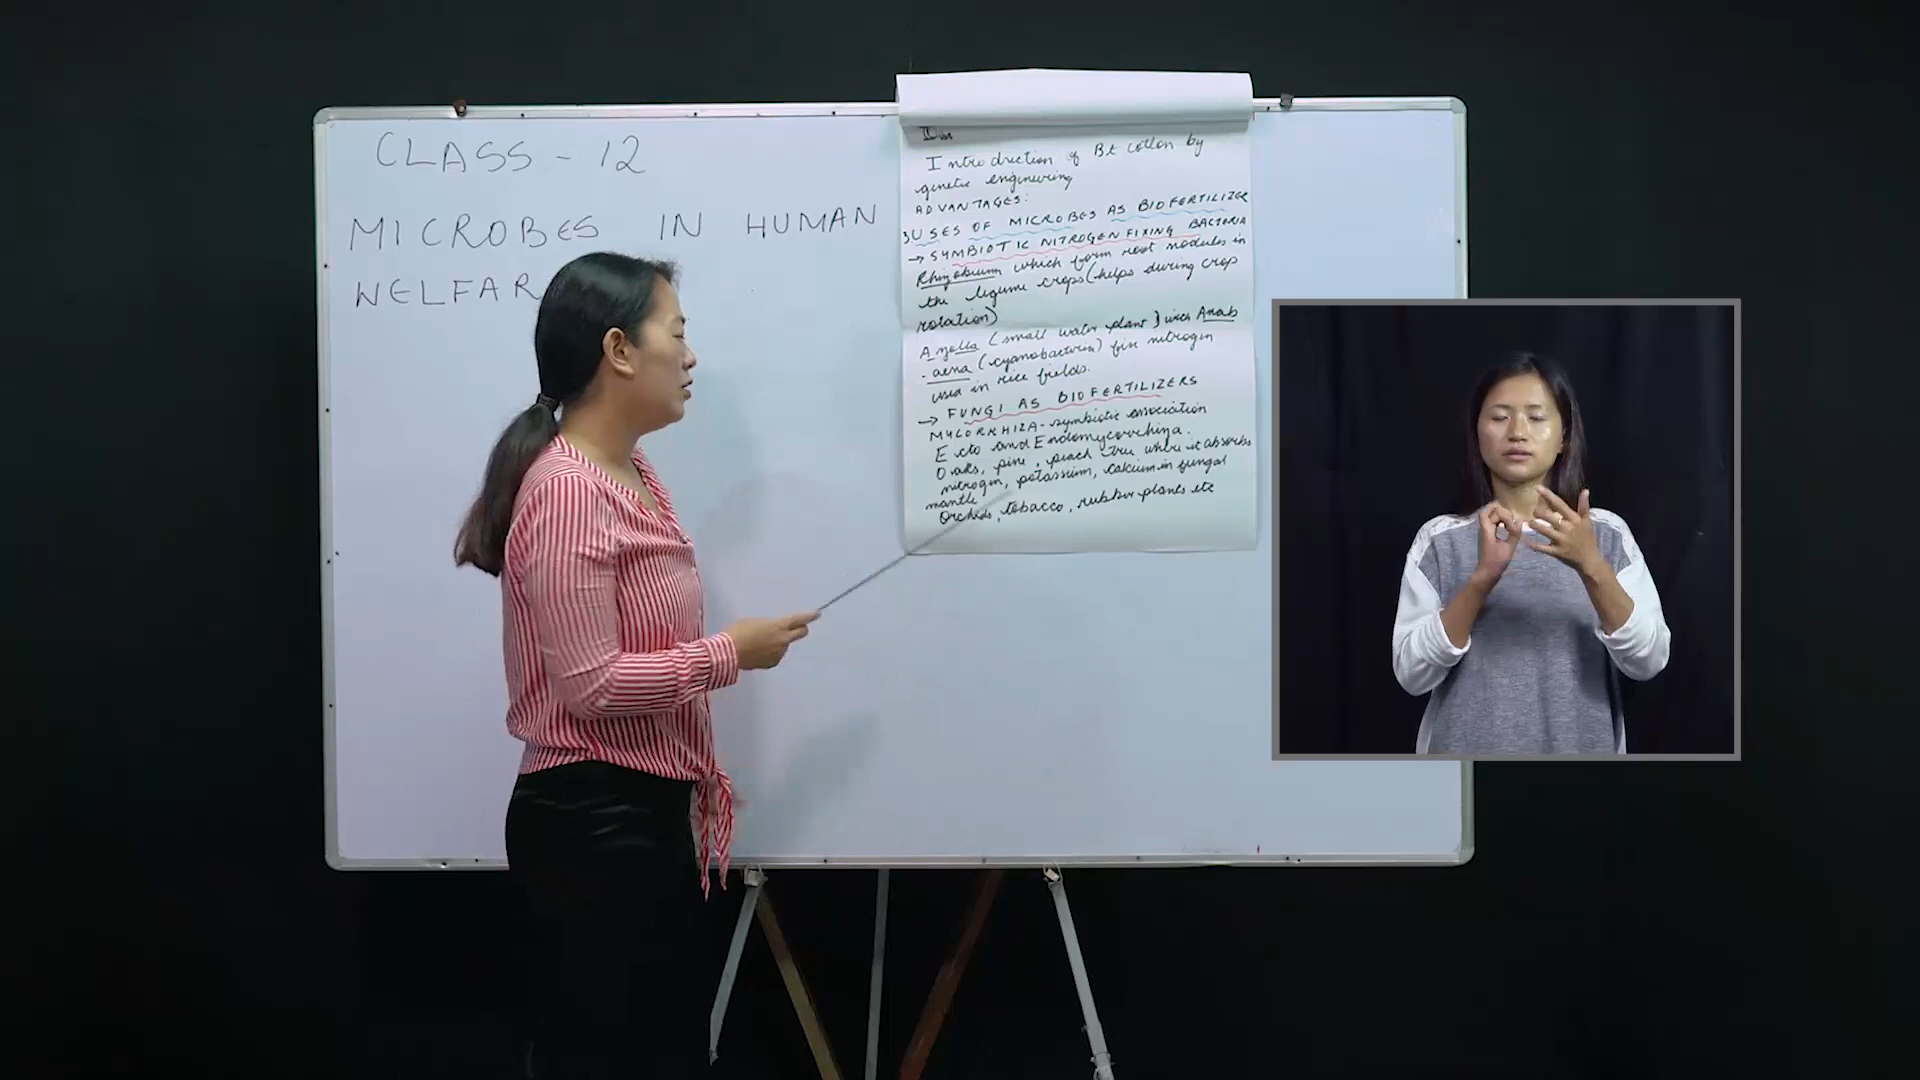 CLASS - 12
MICROBES IN HUMAN
WELFAR
Introduction of Bt cotton by
genetic engineering
ADVANTAGES:
3 USES OF MICROBES AS BIOFERTILIZER
→ SYMBIOTIC NITROGEN FIXING BACTERIA
Rhizobium which form root nodules in
the legume crops (helps during crop
rotation)
Azolla (small water plant) uses Anab
- aena (cyanobacteria) fix nitrogen
used in rice fields.
→ FUNGI AS BIOFERTILIZERS
MYCORRHIZA - symbiotic association
Ecto and Endomycorrhiza.
Oaks, pine, peach tree where it absorbs
nitrogen, potassium, calcium in fungal
mantle
Orchids, tobacco, rubber plants etc